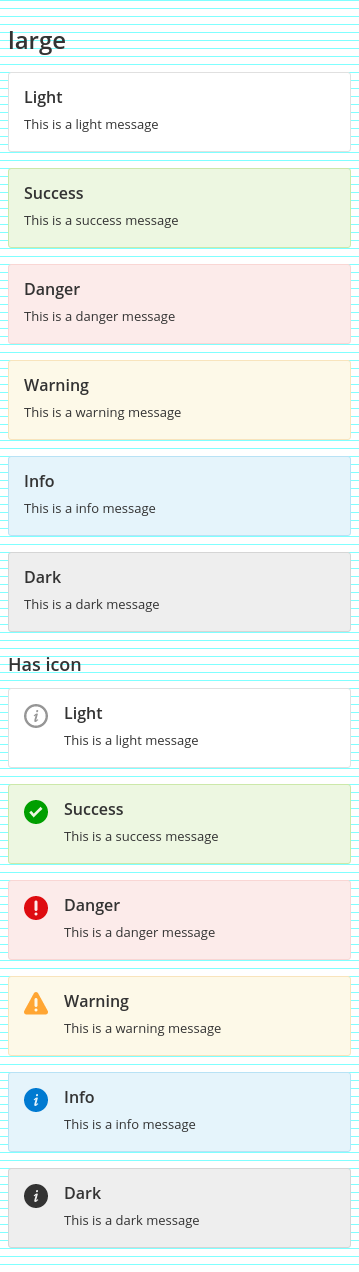 large
Light
This is a light message
Success
This is a success message
Danger
This is a danger message
Warning
This is a warning message
Info
This is a info message
Dark
This is a dark message
Has icon
Light
This is a light message
Success
This is a success message
Danger
This is a danger message
Warning
This is a warning message
Info
This is a info message
Dark
This is a dark message